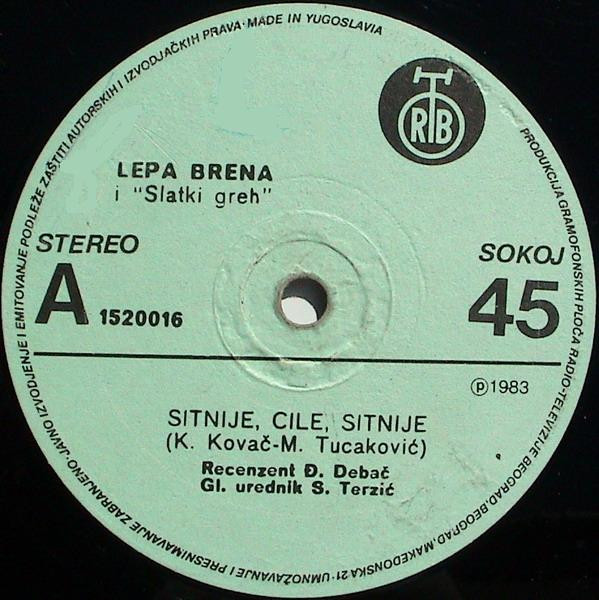 PRODUKCIJA GRAMOFONSKIH PLOČA RADIO-TELEVIZIJE BEOGRAD, BEOGRAD, MAKEDONSKA 21·UMNOŽAVANJE I PRESNIMAVANJE ZABRANJENO·JAVNO IZVODJENJE I EMITOVANJE PODLEŽE ZAŠTITI AUTORSKIH I IZVODJAČKIH PRAVA·MADE IN YUGOSLAVIA
RTB
LEPA BRENA
i "Slatki greh"
STEREO
SOKOJ
A 1520016
45
℗1983
SITNIJE, CILE, SITNIJE
(K. Kovač-M. Tucaković)
Recenzent Đ. Debač
Gl. urednik S. Terzić